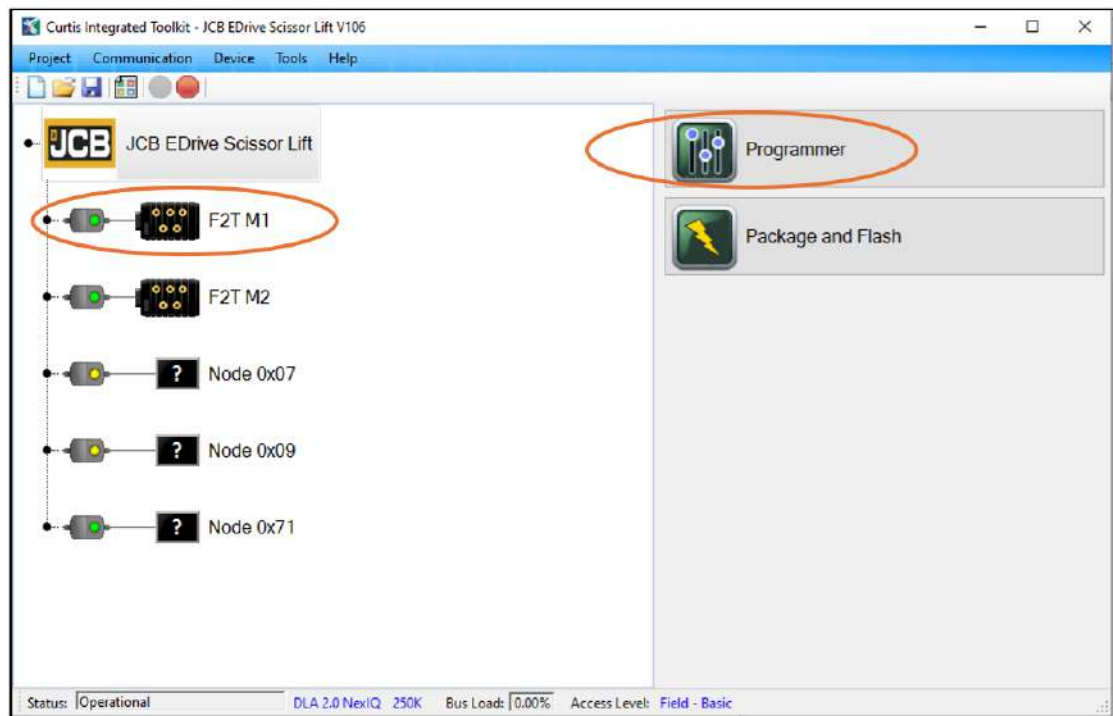 Curtis Integrated Toolkit - JCB EDrive Scissor Lift V106
Project Communication Device Tools Help
JCB JCB EDrive Scissor Lift
Programmer
F2T M1
Package and Flash
F2T M2
? Node 0x07
? Node 0x09
? Node 0x71
Status: Operational DLA 2.0 NexIQ 250K Bus Load: 0.00% Access Level: Field - Basic